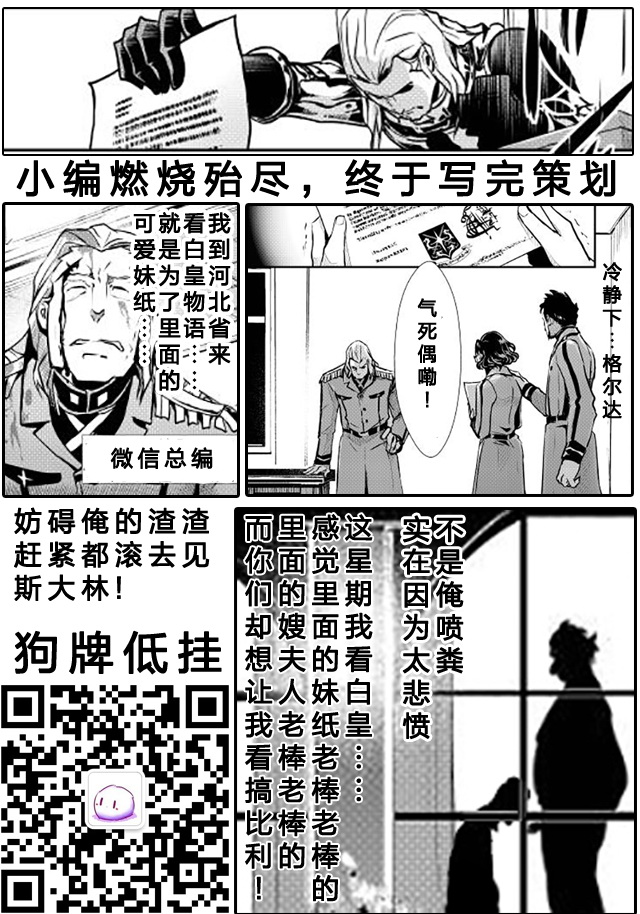 小编燃烧殆尽，终于写完策划
我到河北省来
看白皇物语……
就是为了里面的
可爱妹纸……
微信总编
气死偶嘞！
冷静下…格尔达
妨碍俺的渣渣
赶紧都滚去见
斯大林！
狗牌低挂
不是俺喷粪
实在因为太悲愤
这星期我看白皇……
感觉里面的妹纸老棒老棒的
里面的嫂夫人老棒老棒的
而你们却想让我看搞比利！